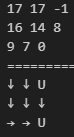 17 17 -1
16 14 8
9 7 0
=========
↓ ↓ U
↓ ↓ ↓
→ → U